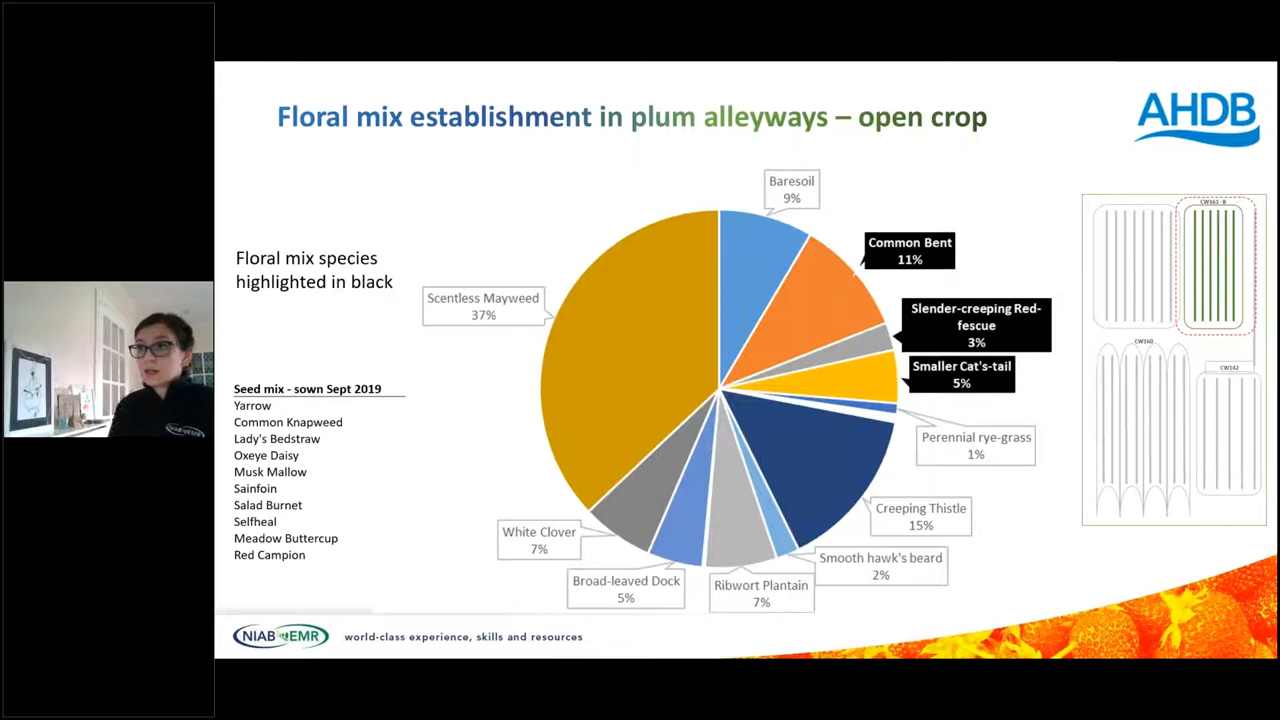 Floral mix establishment in plum alleyways – open crop
AHDB
Floral mix species
highlighted in black
Seed mix - sown Sept 2019
Yarrow
Common Knapweed
Lady's Bedstraw
Oxeye Daisy
Musk Mallow
Sainfoin
Salad Burnet
Selfheal
Meadow Buttercup
Red Campion
Baresoil
9%
Common Bent
11%
Slender-creeping Red-
fescue
3%
Smaller Cat's-tail
5%
Perennial rye-grass
1%
Creeping Thistle
15%
Smooth hawk's beard
2%
Ribwort Plantain
7%
Broad-leaved Dock
5%
White Clover
7%
Scentless Mayweed
37%
CW160
CW142
NIAB EMR
world-class experience, skills and resources
NIAB EMR